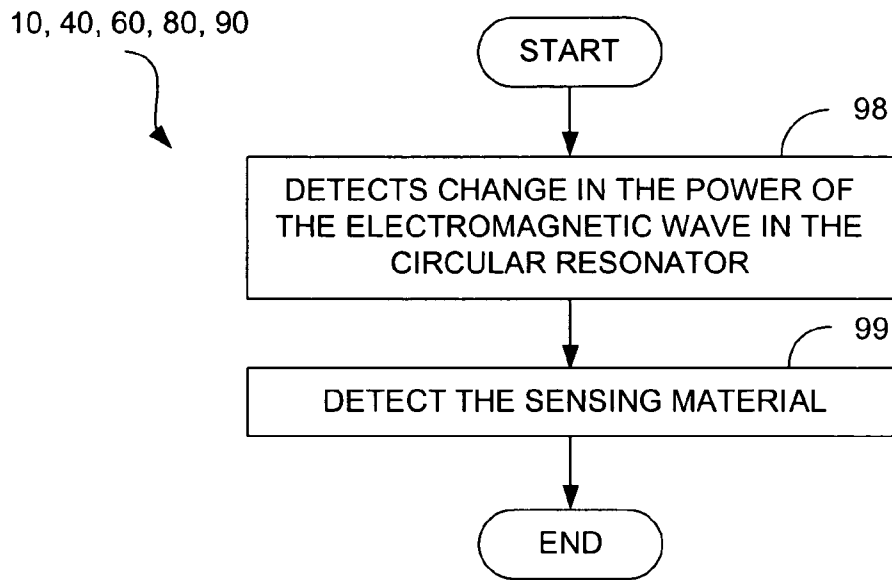 10, 40, 60, 80, 90
START
98
DETECTS CHANGE IN THE POWER OF
THE ELECTROMAGNETIC WAVE IN THE
CIRCULAR RESONATOR
99
DETECT THE SENSING MATERIAL
END